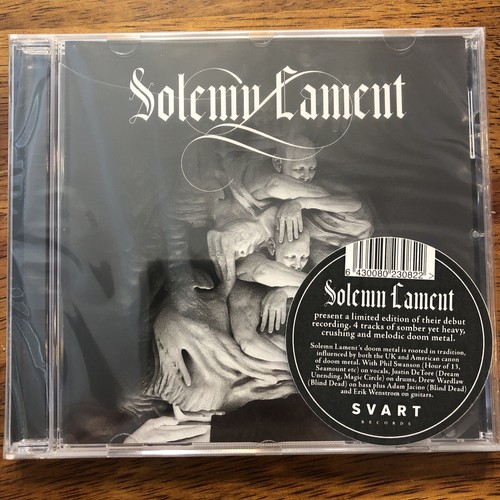 Solemn Lament
6 430080 230822 >
Solemn Lament
present a limited edition of their debut
recording. 4 tracks of somber yet heavy,
crushing and melodic doom metal.
Solemn Lament's doom metal is rooted in tradition,
influenced by both the UK and American canon
of doom metal. With Phil Swanson (Hour of 13,
Seamount etc) on vocals, Justin DeTore (Dream
Unending, Magic Circle) on drums, Drew Wardlaw
(Blind Dead) on bass plus Adam Jacino (Blind Dead)
and Erik Wenstrom on guitars.
SVART
RECORDS